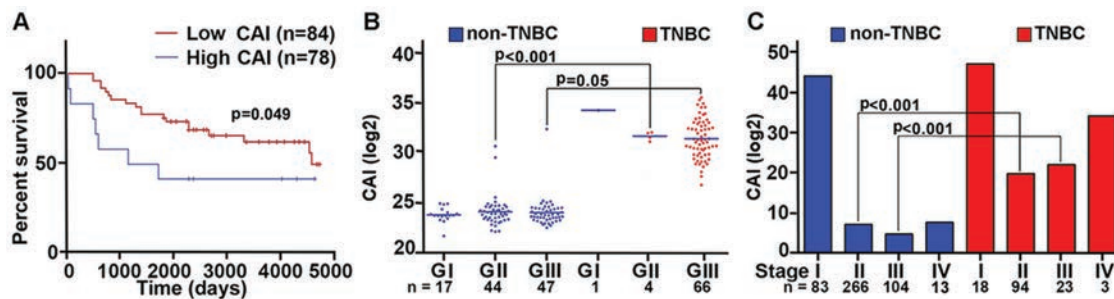 A
Low CAI (n=84)
High CAI (n=78)
p=0.049
Percent survival
100
50
0
0 1000 2000 3000 4000 5000
Time (days)
B
non-TNBC TNBC
p<0.001
p=0.05
CAI (log2)
40
35
30
25
20
GI GII GIII GI GII GIII
n = 17 44 47 1 4 66
C
non-TNBC TNBC
p<0.001
p<0.001
CAI (log2)
50
40
30
20
10
0
Stage I II III IV I II III IV
n= 83 266 104 13 18 94 23 3